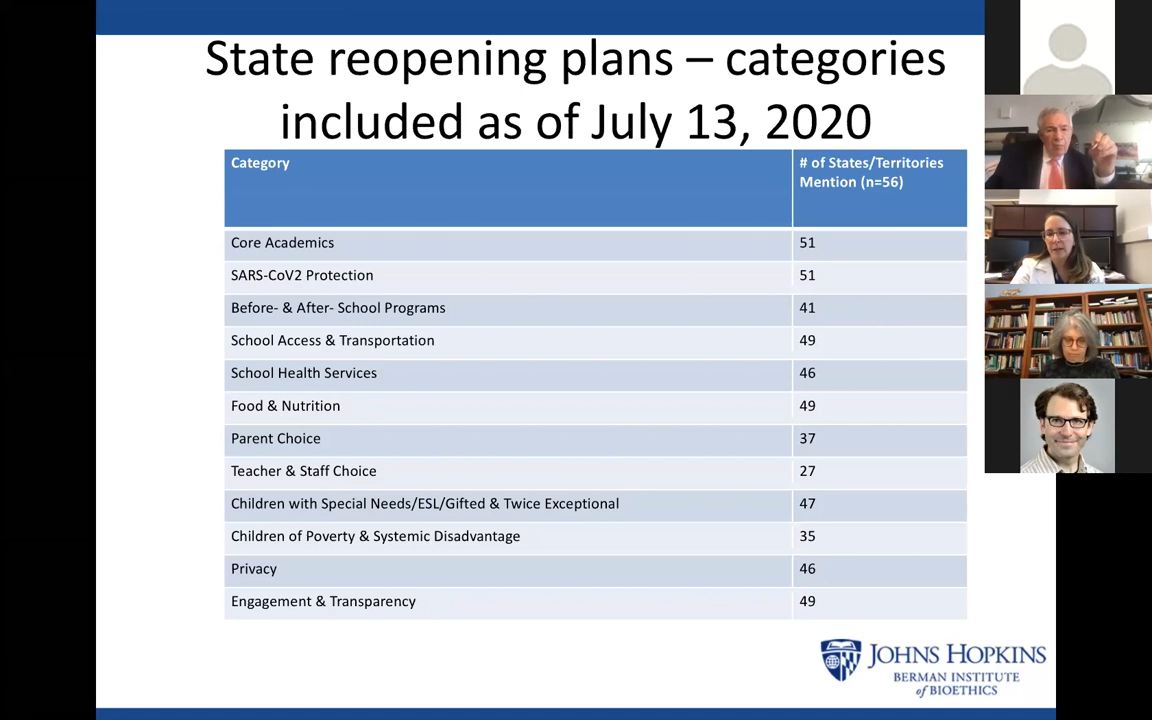 State reopening plans – categories
included as of July 13, 2020
Category
# of States/Territories
Mention (n=56)
Core Academics 51
SARS-CoV2 Protection 51
Before- & After- School Programs 41
School Access & Transportation 49
School Health Services 46
Food & Nutrition 49
Parent Choice 37
Teacher & Staff Choice 27
Children with Special Needs/ESL/Gifted & Twice Exceptional 47
Children of Poverty & Systemic Disadvantage 35
Privacy 46
Engagement & Transparency 49
JOHNS HOPKINS
BERMAN INSTITUTE
of BIOETHICS